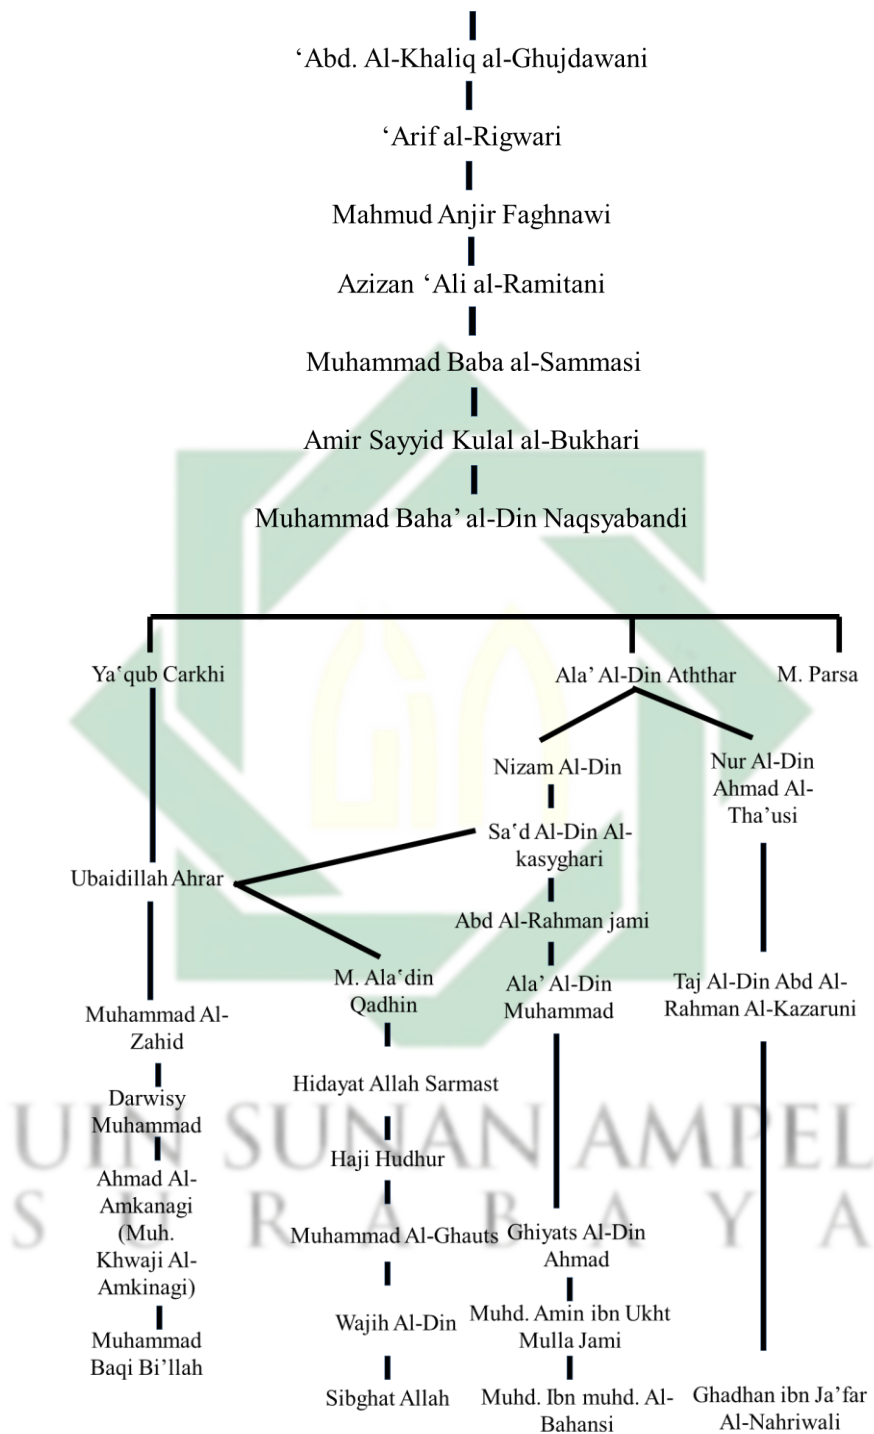 ‘Abd. Al-Khaliq al-Ghujdawani
‘Arif al-Rigwari
Mahmud Anjir Faghnawi
Azizan ‘Ali al-Ramitani
Muhammad Baba al-Sammasi
Amir Sayyid Kulal al-Bukhari
Muhammad Baha’ al-Din Naqsyabandi
Ya‛qub Carkhi
Ala’ Al-Din Aththar
M. Parsa
Nizam Al-Din
Nur Al-Din
Ahmad Al-
Tha’usi
Sa‛d Al-Din Al-
kasyghari
Ubaidillah Ahrar
Abd Al-Rahman jami
M. Ala‛din
Qadhin
Ala’ Al-Din
Muhammad
Taj Al-Din Abd Al-
Rahman Al-Kazaruni
Muhammad Al-
Zahid
Hidayat Allah Sarmast
Darwisy
Muhammad
Haji Hudhur
Ahmad Al-
Amkanagi
(Muh.
Khwaji Al-
Amkinagi)
Muhammad Al-Ghauts
Ghiyats Al-Din
Ahmad
Muhammad
Baqi Bi’llah
Wajih Al-Din
Muhd. Amin ibn Ukht
Mulla Jami
Sibghat Allah
Muhd. Ibn muhd. Al-
Bahansi
Ghadhan ibn Ja’far
Al-Nahriwali
UIN SUNAN AMPEL
SURABAYA